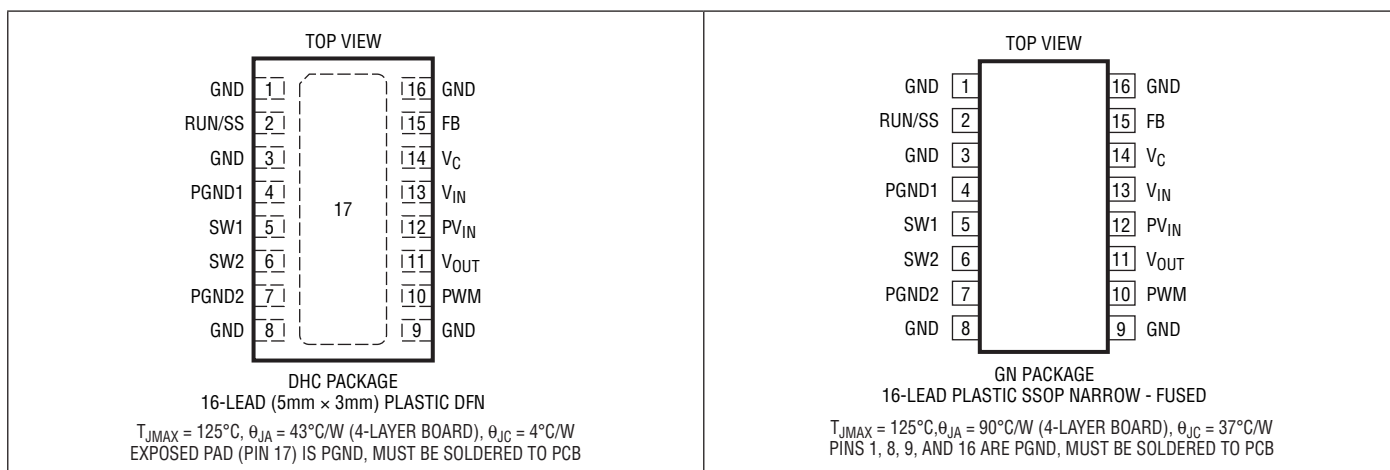 TOP VIEW
GND 1 16 GND
RUN/SS 2 15 FB
GND 3 14 VC
PGND1 4 13 VIN
17
SW1 5 12 PVIN
SW2 6 11 VOUT
PGND2 7 10 PWM
GND 8 9 GND
DHC PACKAGE
16-LEAD (5mm × 3mm) PLASTIC DFN
TJMAX = 125°C, θJA = 43°C/W (4-LAYER BOARD), θJC = 4°C/W
EXPOSED PAD (PIN 17) IS PGND, MUST BE SOLDERED TO PCB
TOP VIEW
GND 1 16 GND
RUN/SS 2 15 FB
GND 3 14 VC
PGND1 4 13 VIN
SW1 5 12 PVIN
SW2 6 11 VOUT
PGND2 7 10 PWM
GND 8 9 GND
GN PACKAGE
16-LEAD PLASTIC SSOP NARROW - FUSED
TJMAX = 125°C,θJA = 90°C/W (4-LAYER BOARD), θJC = 37°C/W
PINS 1, 8, 9, AND 16 ARE PGND, MUST BE SOLDERED TO PCB